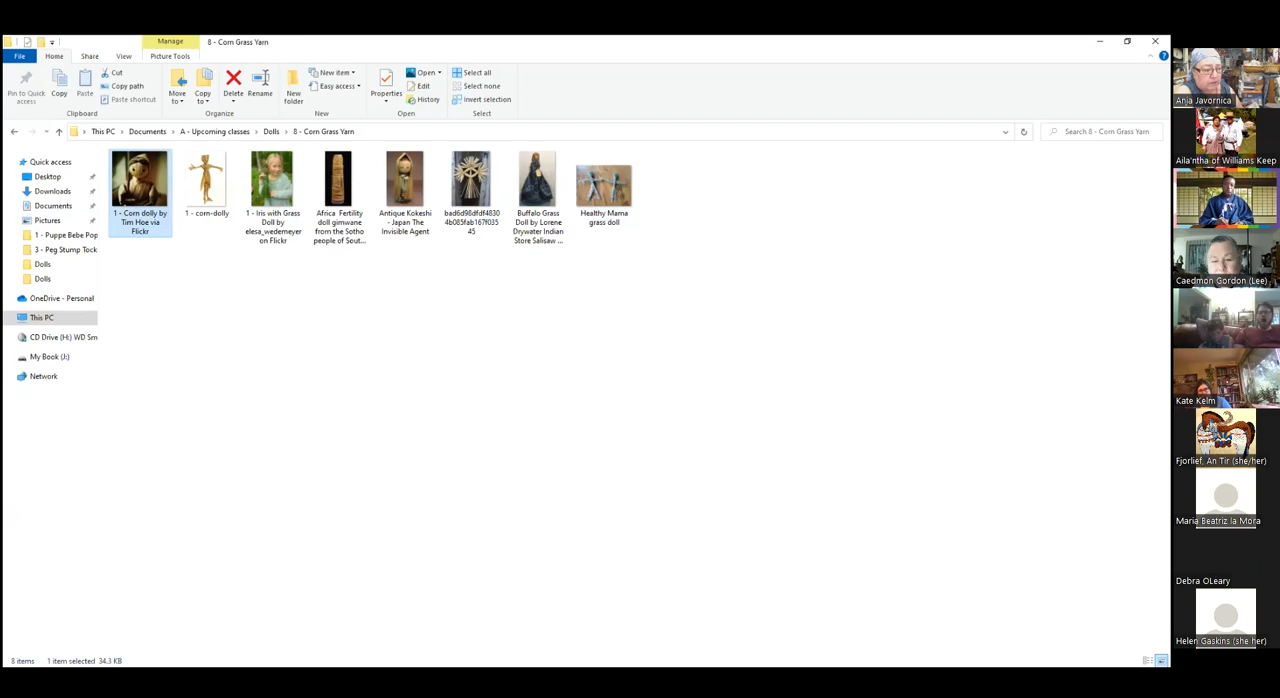 Manage
8 - Corn Grass Yarn
File
Home
Share
View
Picture Tools
Pin to Quick
access
Copy
Paste
Cut
Copy path
Paste shortcut
Clipboard
Move
to
Copy
to
Delete
Rename
Organize
New
folder
New item
Easy access
New
Properties
Open
Edit
History
Open
Select all
Select none
Invert selection
Select
This PC > Documents > A - Upcoming classes > Dolls > 8 - Corn Grass Yarn
Search 8 - Corn Grass Yarn
Quick access
Desktop
Downloads
Documents
Pictures
1 - Puppe Bebe Pop
3 - Peg Stump Tock
Dolls
Dolls
OneDrive - Personal
This PC
CD Drive (H:) WD Sm
My Book (J:)
Network
1 - Corn dolly by
Tim Hoe via
Flickr
1 - corn-dolly
1 - Iris with Grass
Doll by
elesa_wedemeyer
on Flickr
Africa Fertility
doll gimwane
from the Sotho
people of Sout...
Antique Kokeshi
- Japan The
Invisible Agent
bad6d98dfdf4830
4b085fab167f035
45
Buffalo Grass
Doll by Lorene
Drywater Indian
Store Salisaw ...
Healthy Mama
grass doll
8 items
1 item selected 34.3 KB
Anja Javornica
Aila'ntha of Williams Keep
Caedmon Gordon (Lee)
Kate Kelm
Fjorlief, An Tir (she/her)
Maria Beatriz la Mora
Debra OLeary
Helen Gaskins (she her)